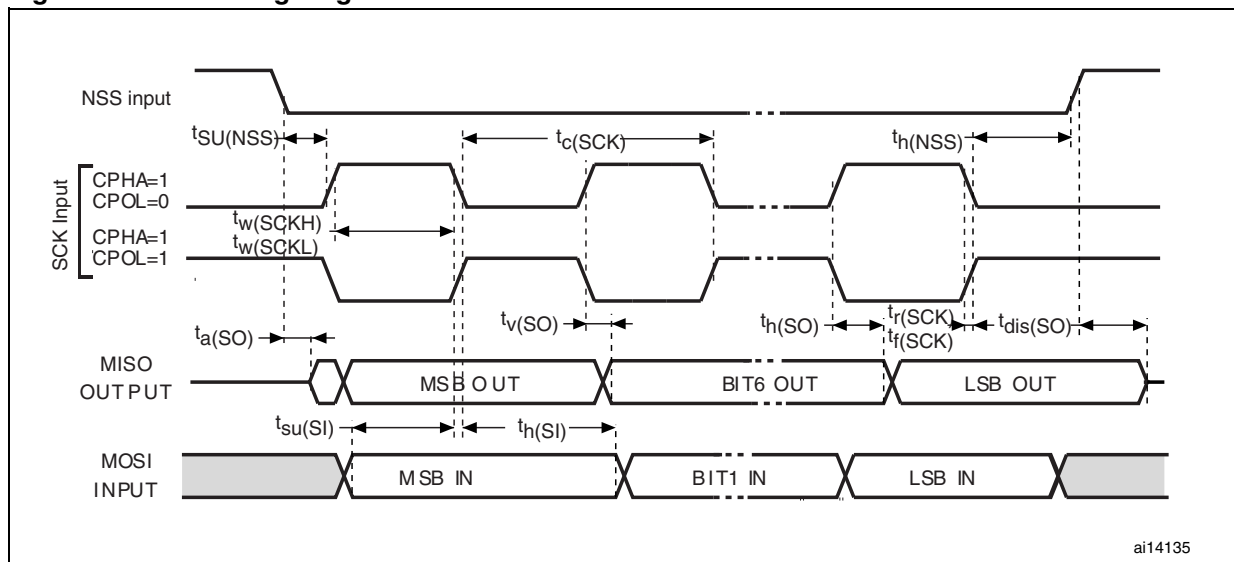 NSS input
tSU(NSS)
tc(SCK)
th(NSS)
SCK Input
CPHA=1
CPOL=0
tw(SCKH)
tw(SCKL)
CPHA=1
CPOL=1
ta(SO)
tv(SO)
th(SO)
tr(SCK)
tf(SCK)
tdis(SO)
MISO
OUTPUT
MSB OUT
BIT6 OUT
LSB OUT
tsu(SI)
th(SI)
MOSI
INPUT
MSB IN
BIT1 IN
LSB IN
ai14135